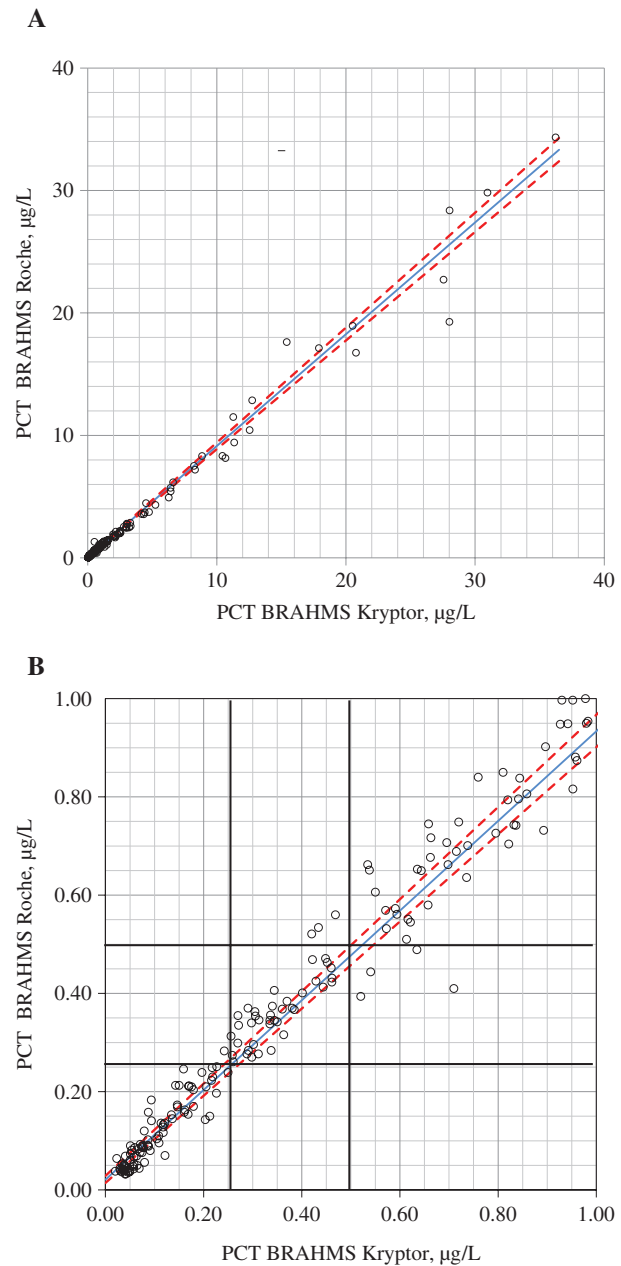 A
40
30
20
10
0
PCT BRAHMS Roche, µg/L
0 10 20 30 40
PCT BRAHMS Kryptor, µg/L
B
1.00
0.80
0.60
0.40
0.20
0.00
PCT BRAHMS Roche, µg/L
0.00 0.20 0.40 0.60 0.80 1.00
PCT BRAHMS Kryptor, µg/L